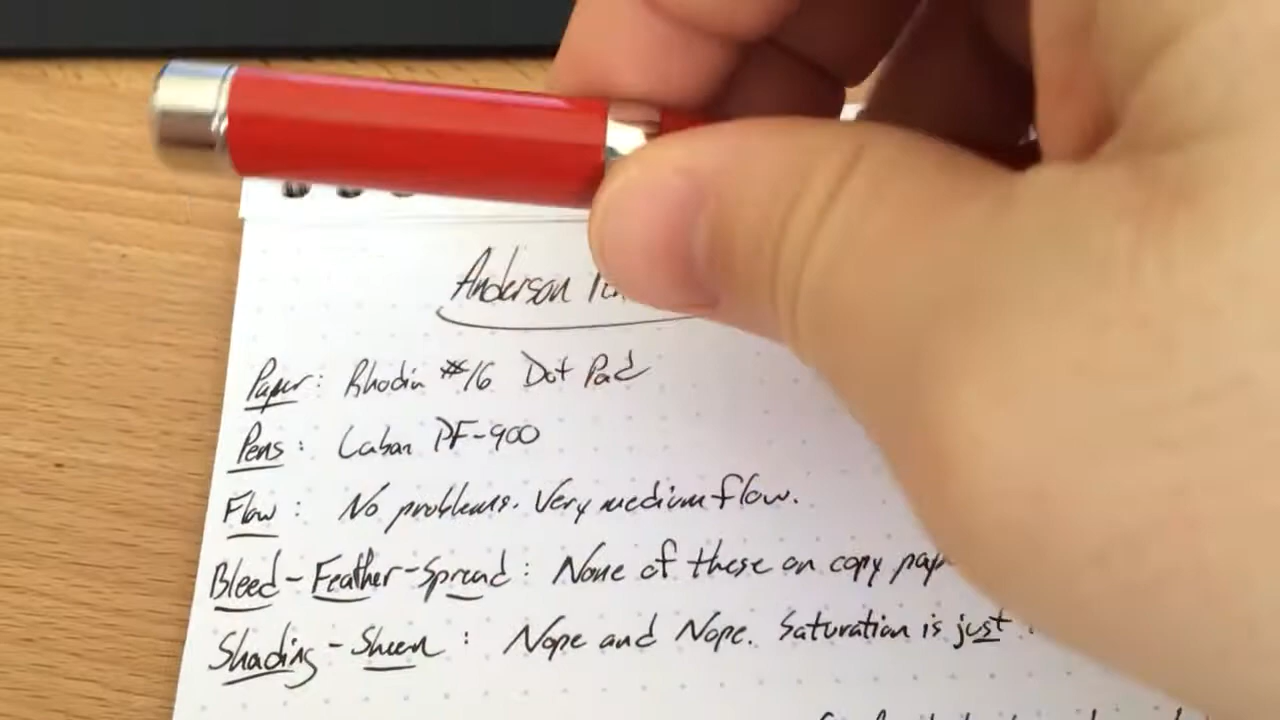 Anderson
Paper: Rhodia #16 Dot Pad
Pens: Laban PF-900
Flow: No problems. Very medium flow.
Bleed-Feather-Spread: None of these on copy
Shading-Sheen: Nope and Nope. Saturation is just